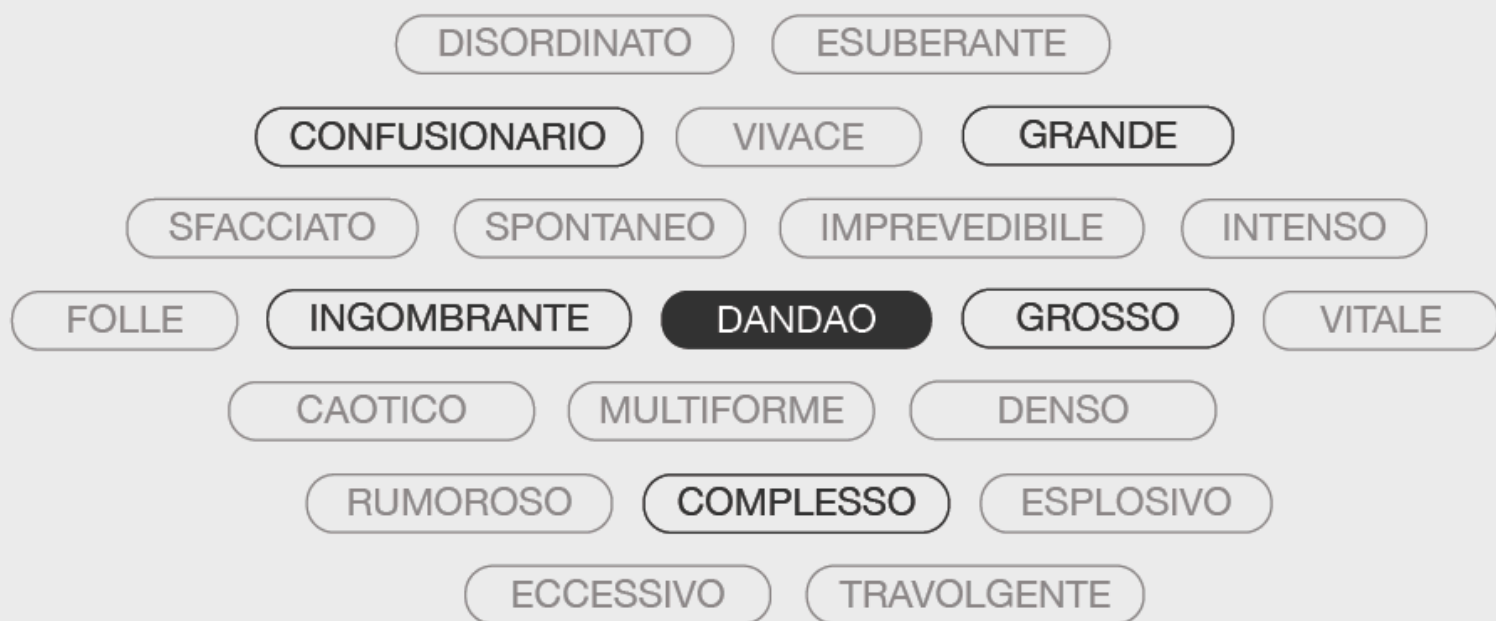 DISORDINATO ESUBERANTE
CONFUSIONARIO VIVACE GRANDE
SFACCIATO SPONTANEO IMPREVEDIBILE INTENSO
FOLLE INGOMBRANTE DANDAO GROSSO VITALE
CAOTICO MULTIFORME DENSO
RUMOROSO COMPLESSO ESPLOSIVO
ECCESSIVO TRAVOLGENTE